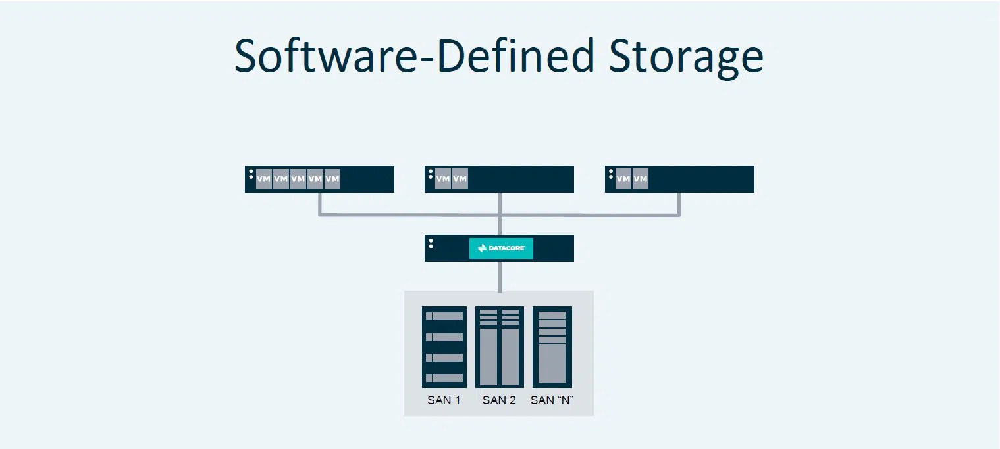 Software-Defined Storage
VM VM VM VM VM
VM VM
VM VM
DATACORE
SAN 1
SAN 2
SAN “N”